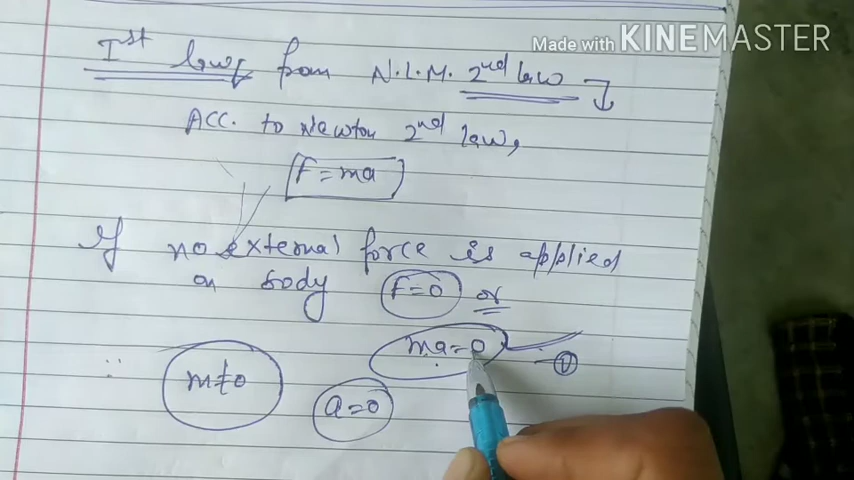 Made with KINEMASTER
Ist law from N.L.M. 2nd law
Acc. to Newton 2nd law,
F = ma
If no external force is applied
on body F=0 or
ma=0 — ①
∵ m≠0
a=0